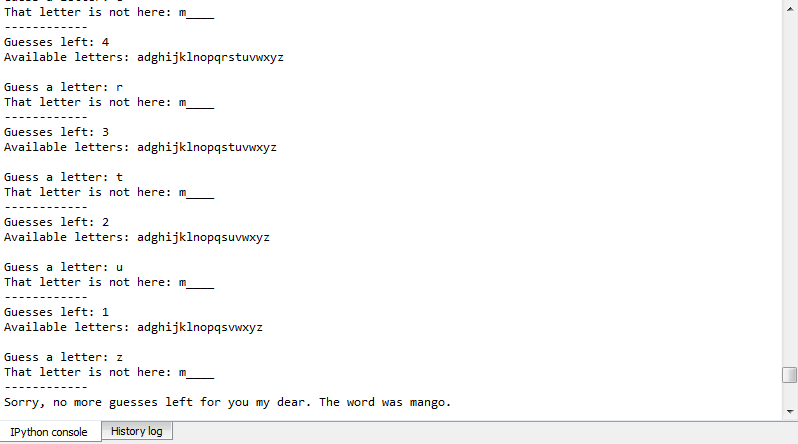 That letter is not here: m____
------------
Guesses left: 4
Available letters: adghijklnopqrstuvwxyz
Guess a letter: r
That letter is not here: m____
------------
Guesses left: 3
Available letters: adghijklnopqstuvwxyz
Guess a letter: t
That letter is not here: m____
------------
Guesses left: 2
Available letters: adghijklnopqsuvwxyz
Guess a letter: u
That letter is not here: m____
------------
Guesses left: 1
Available letters: adghijklnopqsvwxyz
Guess a letter: z
That letter is not here: m____
------------
Sorry, no more guesses left for you my dear. The word was mango.
IPython console History log